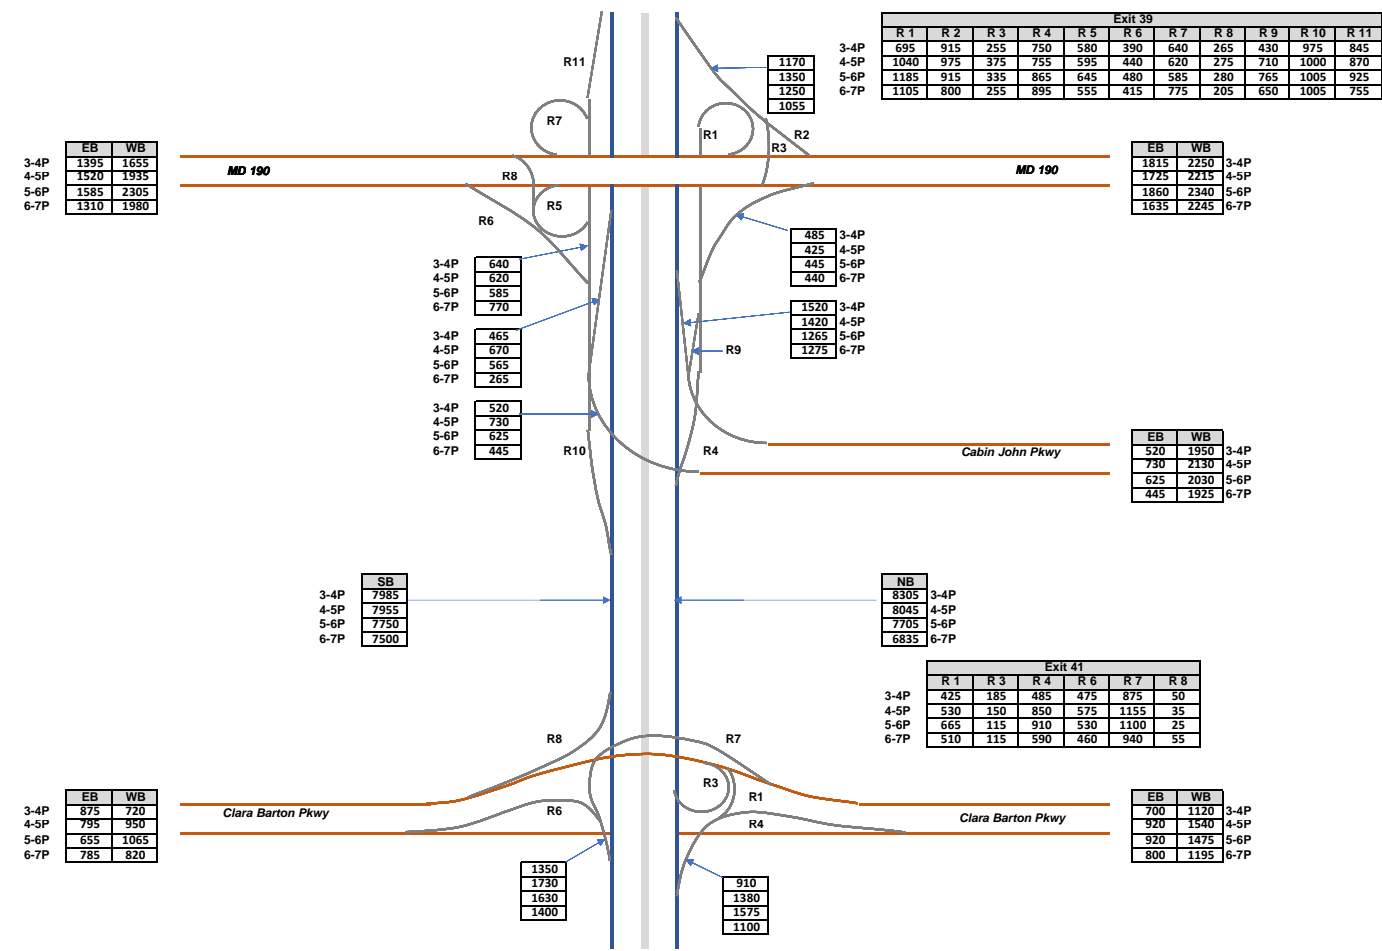 Exit 39
R 1 R 2 R 3 R 4 R 5 R 6 R 7 R 8 R 9 R 10 R 11
3-4P 695 915 255 750 580 390 640 265 430 975 845
4-5P 1040 975 375 755 595 440 620 275 710 1000 870
5-6P 1185 915 335 865 645 480 585 280 765 1005 925
6-7P 1105 800 255 895 555 415 775 205 650 1005 755
R11
1170
1350
1250
1055
R7
R1
R2
R3
EB WB
3-4P 1395 1655
4-5P 1520 1935
5-6P 1585 2305
6-7P 1310 1980
MD 190
MD 190
EB WB
1815 2250 3-4P
1725 2215 4-5P
1860 2340 5-6P
1635 2245 6-7P
R8
R5
R6
485 3-4P
425 4-5P
445 5-6P
440 6-7P
3-4P 640
4-5P 620
5-6P 585
6-7P 770
1520 3-4P
1420 4-5P
1265 5-6P
1275 6-7P
3-4P 465
4-5P 670
5-6P 565
6-7P 265
R9
3-4P 520
4-5P 730
5-6P 625
6-7P 445
R10
R4
Cabin John Pkwy
EB WB
520 1950 3-4P
730 2130 4-5P
625 2030 5-6P
445 1925 6-7P
SB
3-4P 7985
4-5P 7955
5-6P 7750
6-7P 7500
NB
8305 3-4P
8045 4-5P
7705 5-6P
6835 6-7P
Exit 41
R 1 R 3 R 4 R 6 R 7 R 8
3-4P 425 185 485 475 875 50
4-5P 530 150 850 575 1155 35
5-6P 665 115 910 530 1100 25
6-7P 510 115 590 460 940 55
R8
R7
R3
R1
R6
R4
EB WB
3-4P 875 720
4-5P 795 950
5-6P 655 1065
6-7P 785 820
Clara Barton Pkwy
Clara Barton Pkwy
EB WB
700 1120 3-4P
920 1540 4-5P
920 1475 5-6P
800 1195 6-7P
1350
1730
1630
1400
910
1380
1575
1100